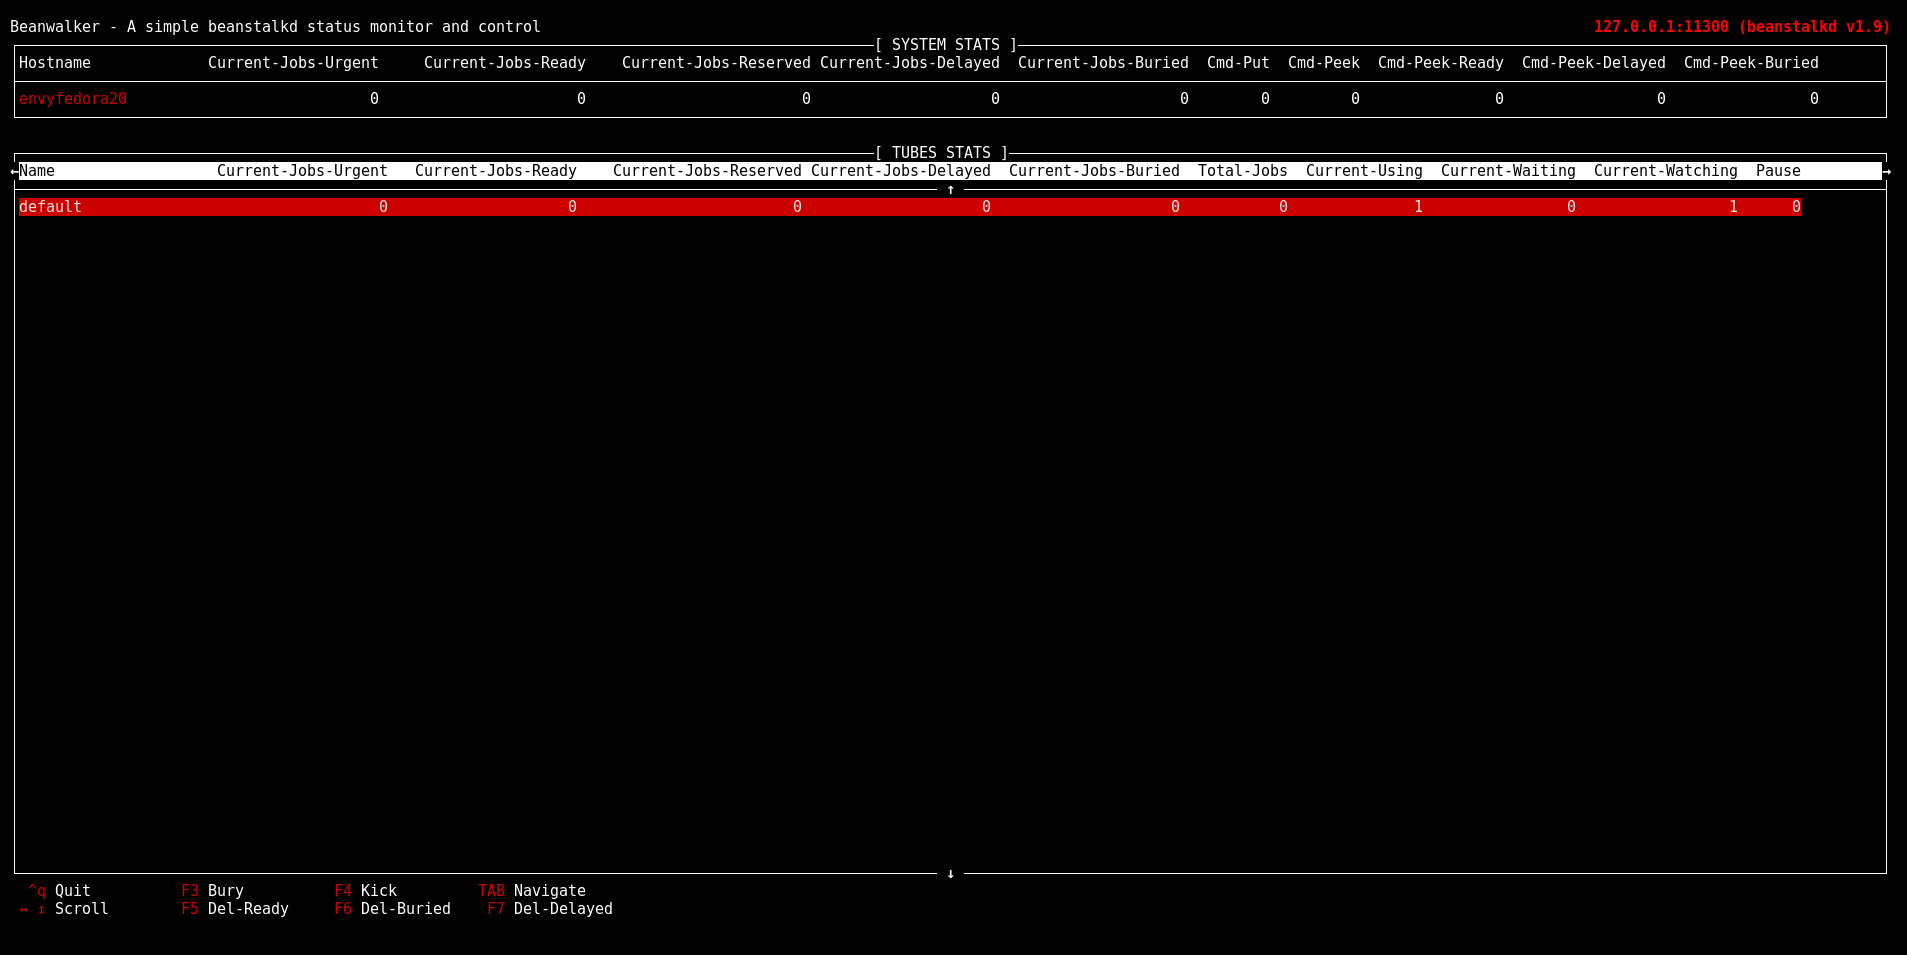 Beanwalker - A simple beanstalkd status monitor and control 127.0.0.1:11300 (beanstalkd v1.9)
[ SYSTEM STATS ]
Hostname Current-Jobs-Urgent Current-Jobs-Ready Current-Jobs-Reserved Current-Jobs-Delayed Current-Jobs-Buried Cmd-Put Cmd-Peek Cmd-Peek-Ready Cmd-Peek-Delayed Cmd-Peek-Buried
envyfedora20 0 0 0 0 0 0 0 0 0 0
[ TUBES STATS ]
←Name Current-Jobs-Urgent Current-Jobs-Ready Current-Jobs-Reserved Current-Jobs-Delayed Current-Jobs-Buried Total-Jobs Current-Using Current-Waiting Current-Watching Pause →
↑
default 0 0 0 0 0 0 1 0 1 0
↓
^q Quit F3 Bury F4 Kick TAB Navigate
↔ ↕ Scroll F5 Del-Ready F6 Del-Buried F7 Del-Delayed